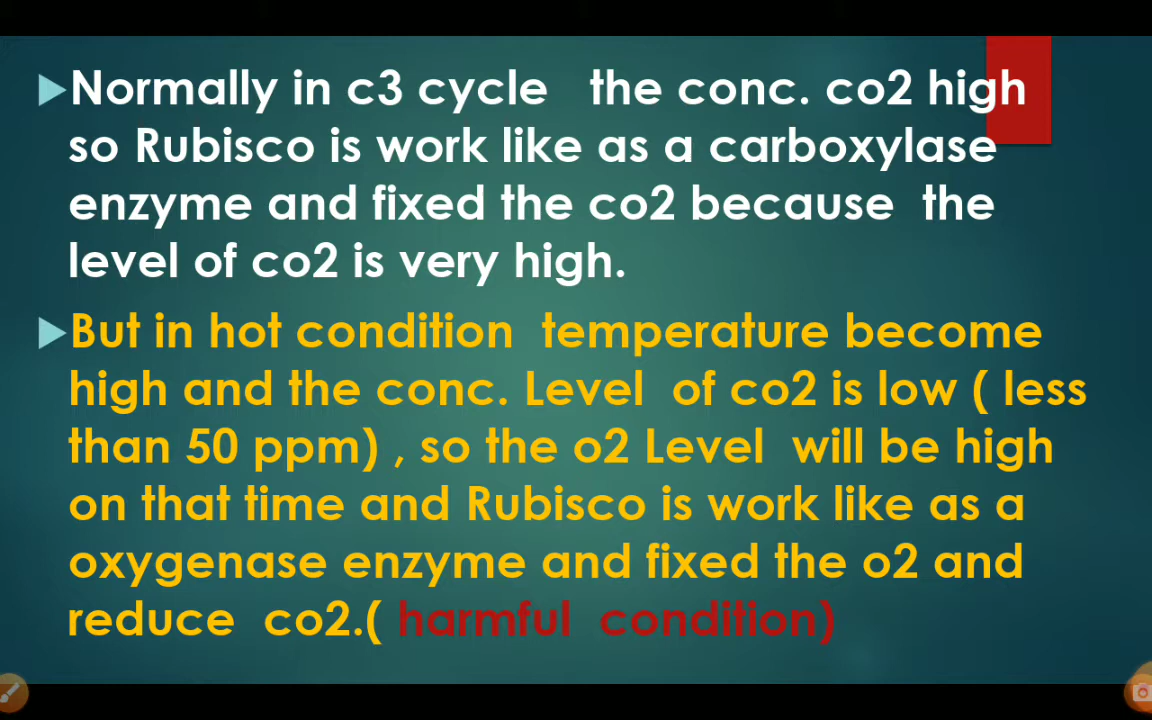 Normally in c3 cycle the conc. co2 high
so Rubisco is work like as a carboxylase
enzyme and fixed the co2 because the
level of co2 is very high.
But in hot condition temperature become
high and the conc. Level of co2 is low ( less
than 50 ppm) , so the o2 Level will be high
on that time and Rubisco is work like as a
oxygenase enzyme and fixed the o2 and
reduce co2.( harmful condition)